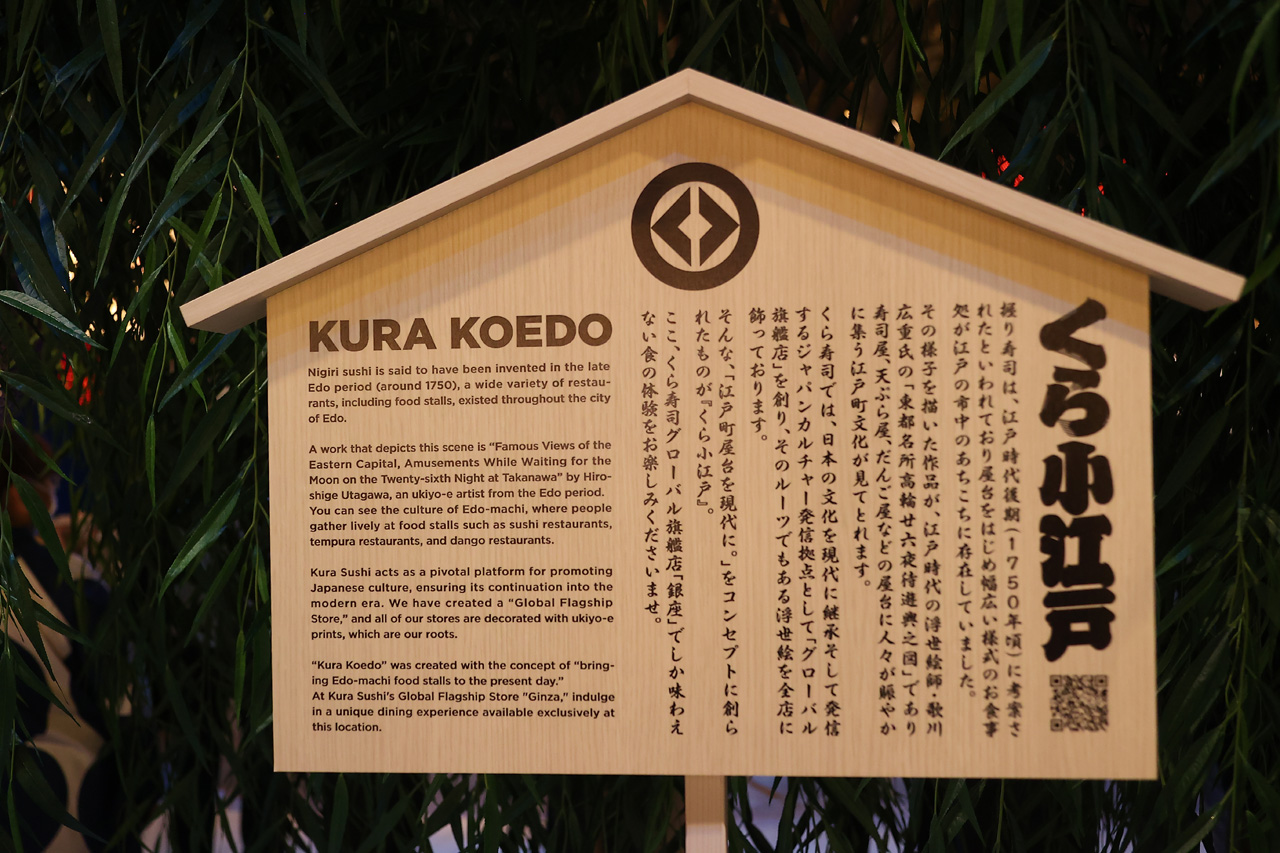 KURA KOEDO
Nigiri sushi is said to have been invented in the late
Edo period (around 1750), a wide variety of restau-
rants, including food stalls, existed throughout the city
of Edo.
A work that depicts this scene is “Famous Views of the
Eastern Capital, Amusements While Waiting for the
Moon on the Twenty-sixth Night at Takanawa” by Hiro-
shige Utagawa, an ukiyo-e artist from the Edo period.
You can see the culture of Edo-machi, where people
gather lively at food stalls such as sushi restaurants,
tempura restaurants, and dango restaurants.
Kura Sushi acts as a pivotal platform for promoting
Japanese culture, ensuring its continuation into the
modern era. We have created a “Global Flagship
Store,” and all of our stores are decorated with ukiyo-e
prints, which are our roots.
“Kura Koedo” was created with the concept of “bring-
ing Edo-machi food stalls to the present day.”
At Kura Sushi's Global Flagship Store "Ginza," indulge
in a unique dining experience available exclusively at
this location.
くら小江戸
握り寿司は、江戸時代後期(1750年頃)に考案さ
れたといわれており屋台をはじめ幅広い様式のお食事
処が江戸の市中のあちこちに存在していました。
その様子を描いた作品が、江戸時代の浮世絵師・歌川
広重氏の「東都名所高輪廿六夜待遊興之図」であり
寿司屋、天ぷら屋、だんご屋などの屋台に人々が賑やか
に集う江戸町文化が見てとれます。
くら寿司では、日本の文化を現代に継承そして発信
するジャパンカルチャー発信拠点として「グローバル
旗艦店」を創り、そのルーツでもある浮世絵を全店に
飾っております。
そんな、「江戸町屋台を現代に。」をコンセプトに創ら
れたものが『くら小江戸』。
ここ、くら寿司グローバル旗艦店「銀座」でしか味わえ
ない食の体験をお楽しみくださいませ。